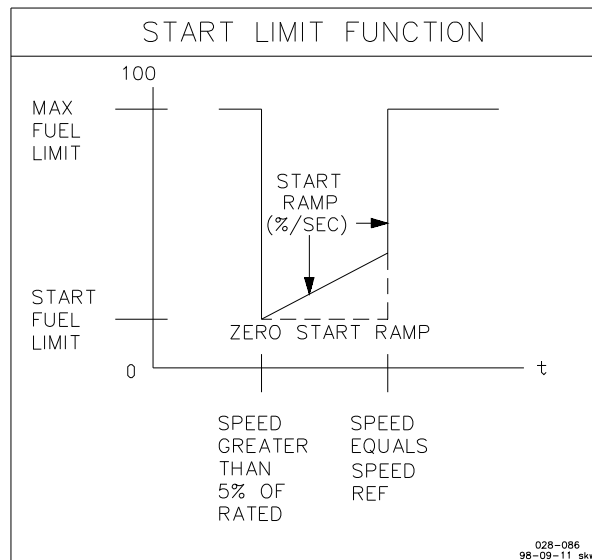 START LIMIT FUNCTION
100
MAX
FUEL
LIMIT
START
RAMP
(%/SEC)
START
FUEL
LIMIT
ZERO START RAMP
0
t
SPEED
GREATER
THAN
5% OF
RATED
SPEED
EQUALS
SPEED
REF
028-086
98-09-11 skw